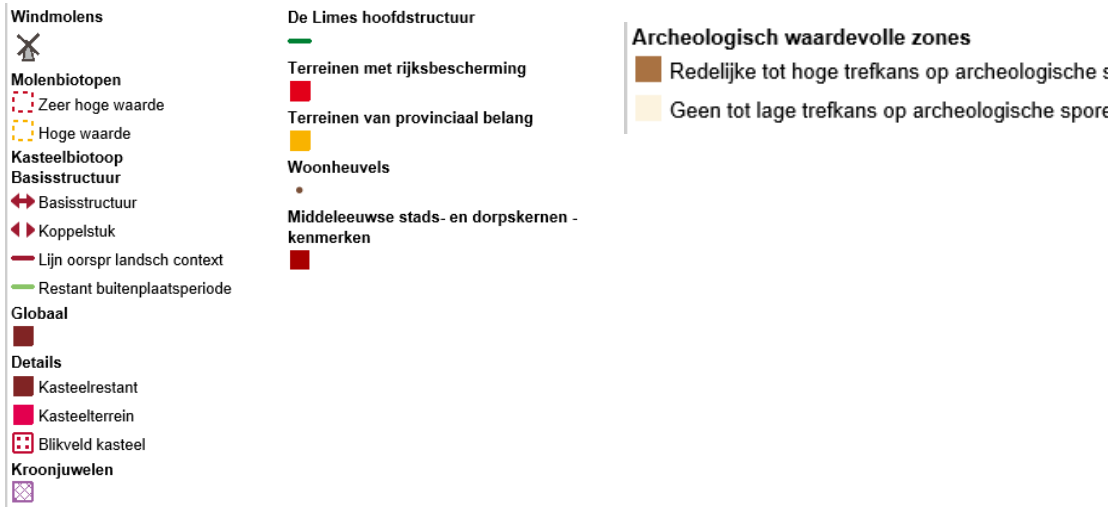 Windmolens
Molenbiotopen
Zeer hoge waarde
Hoge waarde
Kasteelbiotoop
Basisstructuur
Basisstructuur
Koppelstuk
Lijn oorspr landsch context
Restant buitenplaatsperiode
Globaal
Details
Kasteelrestant
Kasteelterrein
Blikveld kasteel
Kroonjuwelen
De Limes hoofdstructuur
Terreinen met rijksbescherming
Terreinen van provinciaal belang
Woonheuvels
Middeleeuwse stads- en dorpskernen -
kenmerken
Archeologisch waardevolle zones
Redelijke tot hoge trefkans op archeologische
Geen tot lage trefkans op archeologische